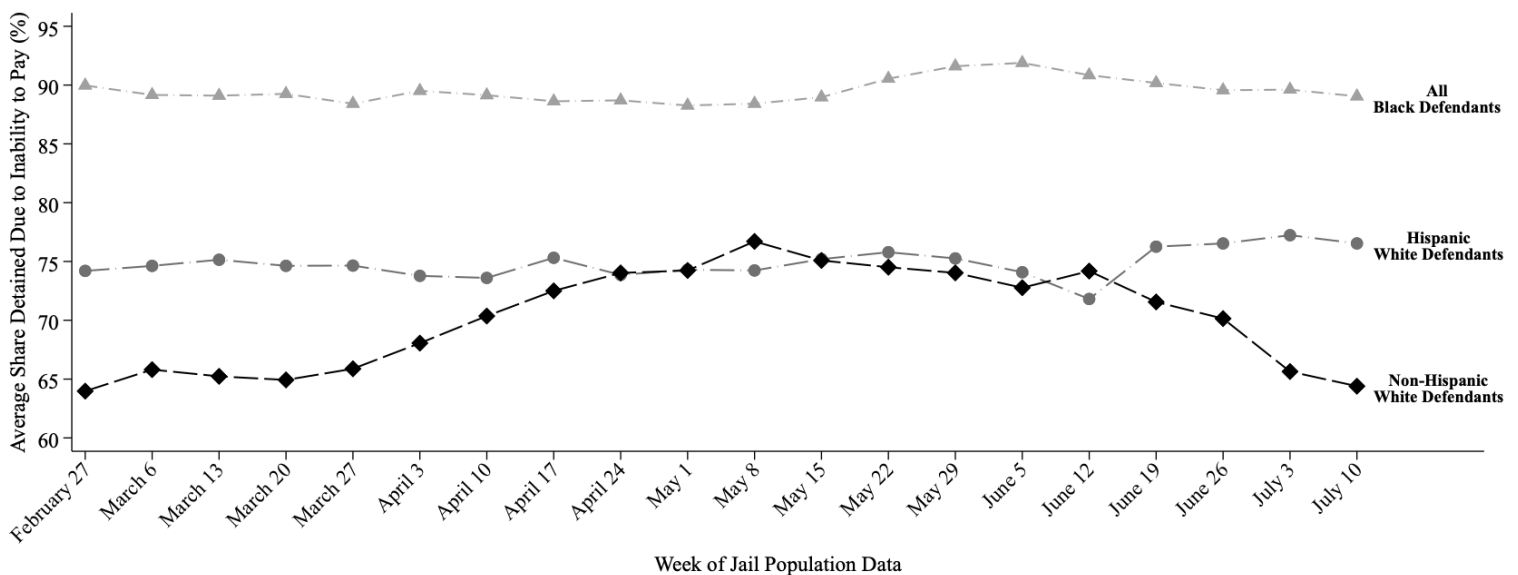 Average Share Detained Due to Inability to Pay (%)
95
90
85
80
75
70
65
60
All
Black Defendants
Hispanic
White Defendants
Non-Hispanic
White Defendants
February 27
March 6
March 13
March 20
March 27
April 3
April 10
April 17
April 24
May 1
May 8
May 15
May 22
May 29
June 5
June 12
June 19
June 26
July 3
July 10
Week of Jail Population Data